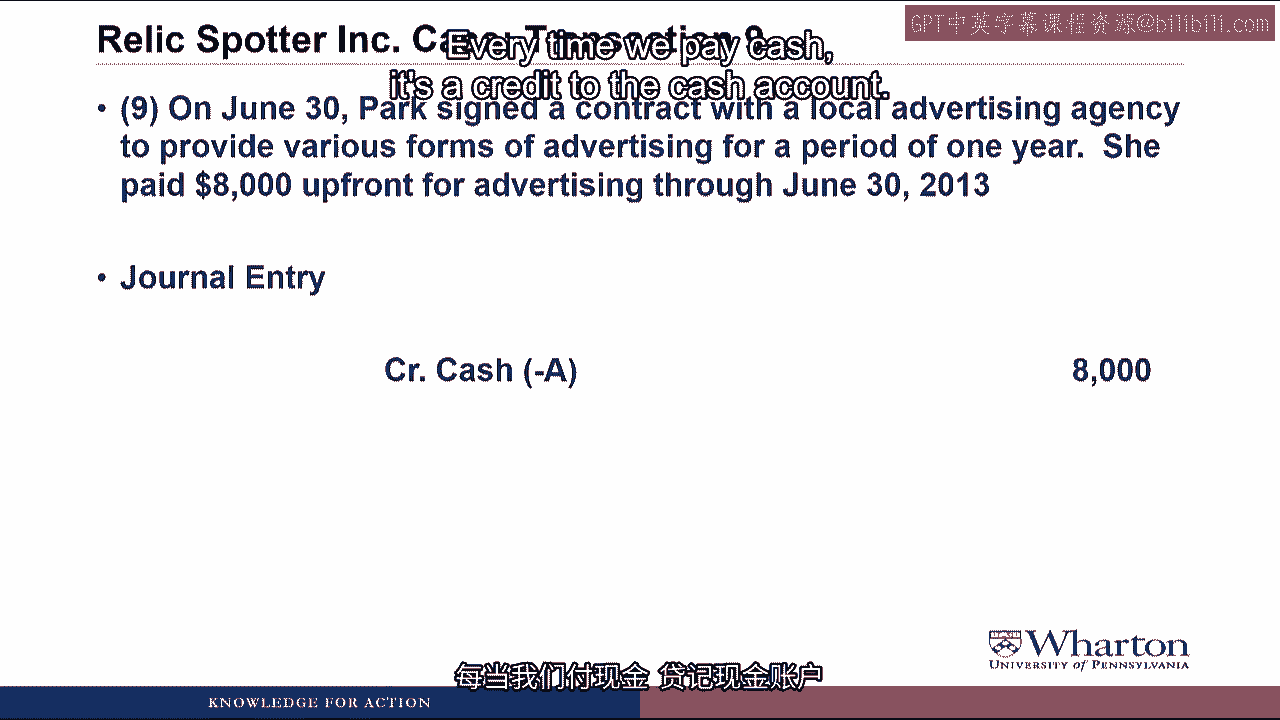 GPT中英字幕课程资源@bilibili.com
Relic Spotter Inc. Case: Transaction 9
Every time we pay cash,
it's a credit to the cash account.
• (9) On June 30, Park signed a contract with a local advertising agency
to provide various forms of advertising for a period of one year. She
paid $8,000 upfront for advertising through June 30, 2013
• Journal Entry
Cr. Cash (-A) 8,000
Wharton
UNIVERSITY of PENNSYLVANIA
每当我们付现金 贷记现金账户
KNOWLEDGE FOR ACTION